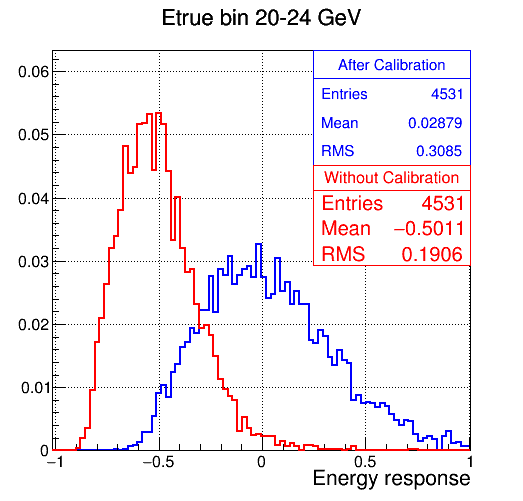 Etrue bin 20-24 GeV
After Calibration
Entries 4531
Mean 0.02879
RMS 0.3085
Without Calibration
Entries 4531
Mean −0.5011
RMS 0.1906
0.06
0.05
0.04
0.03
0.02
0.01
0
−1 −0.5 0 0.5 1
Energy response